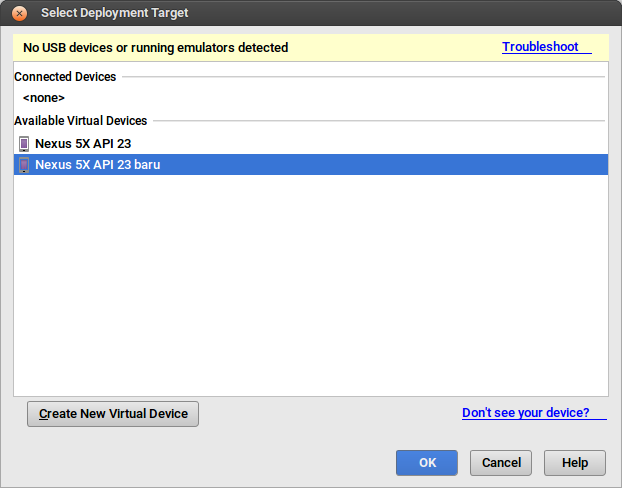 Select Deployment Target
No USB devices or running emulators detected Troubleshoot
Connected Devices
<none>
Available Virtual Devices
Nexus 5X API 23
Nexus 5X API 23 baru
Create New Virtual Device Don't see your device?
OK Cancel Help